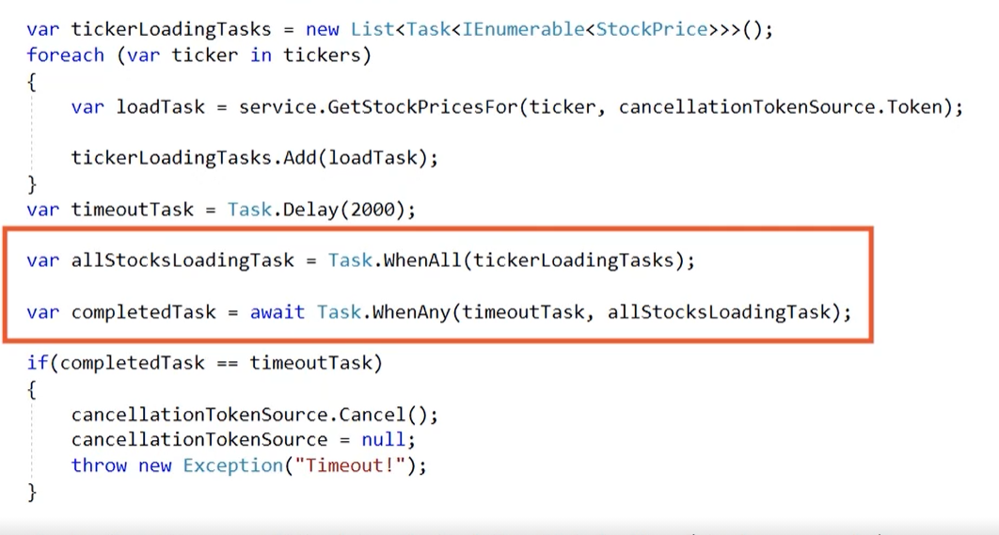 var tickerLoadingTasks = new List<Task<IEnumerable<StockPrice>>>();
foreach (var ticker in tickers)
{
var loadTask = service.GetStockPricesFor(ticker, cancellationTokenSource.Token);
tickerLoadingTasks.Add(loadTask);
}
var timeoutTask = Task.Delay(2000);
var allStocksLoadingTask = Task.WhenAll(tickerLoadingTasks);
var completedTask = await Task.WhenAny(timeoutTask, allStocksLoadingTask);
if(completedTask == timeoutTask)
{
cancellationTokenSource.Cancel();
cancellationTokenSource = null;
throw new Exception("Timeout!");
}